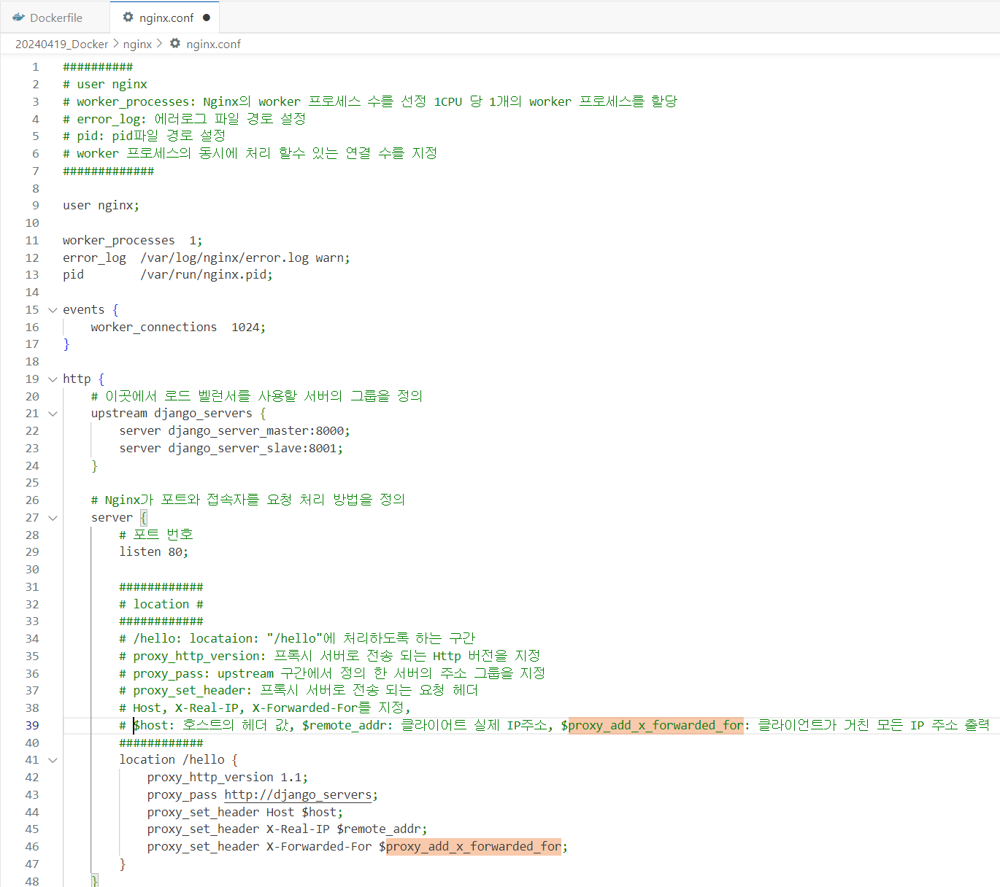 Dockerfile
nginx.conf
20240419_Docker > nginx > nginx.conf
1 ##########
2 # user nginx
3 # worker_processes: Nginx의 worker 프로세스 수를 선정 1CPU 당 1개의 worker 프로세스를 할당
4 # error_log: 에러로그 파일 경로 설정
5 # pid: pid파일 경로 설정
6 # worker 프로세스의 동시에 처리 할수 있는 연결 수를 지정
7 #############
8
9 user nginx;
10
11 worker_processes  1;
12 error_log  /var/log/nginx/error.log warn;
13 pid        /var/run/nginx.pid;
14
15 events {
16     worker_connections  1024;
17 }
18
19 http {
20     # 이곳에서 로드 벨런서를 사용할 서버의 그룹을 정의
21     upstream django_servers {
22         server django_server_master:8000;
23         server django_server_slave:8001;
24     }
25
26     # Nginx가 포트와 접속자를 요청 처리 방법을 정의
27     server {
28         # 포트 번호
29         listen 80;
30
31         ############
32         # location #
33         ############
34         # /hello: locataion: "/hello"에 처리하도록 하는 구간
35         # proxy_http_version: 프록시 서버로 전송 되는 Http 버전을 지정
36         # proxy_pass: upstream 구간에서 정의 한 서버의 주소 그룹을 지정
37         # proxy_set_header: 프록시 서버로 전송 되는 요청 헤더
38         # Host, X-Real-IP, X-Forwarded-For를 지정,
39         # $host: 호스트의 헤더 값, $remote_addr: 클라이어트 실제 IP주소, $proxy_add_x_forwarded_for: 클라이언트가 거친 모든 IP 주소 출력
40         ############
41         location /hello {
42             proxy_http_version 1.1;
43             proxy_pass http://django_servers;
44             proxy_set_header Host $host;
45             proxy_set_header X-Real-IP $remote_addr;
46             proxy_set_header X-Forwarded-For $proxy_add_x_forwarded_for;
47         }
48     }